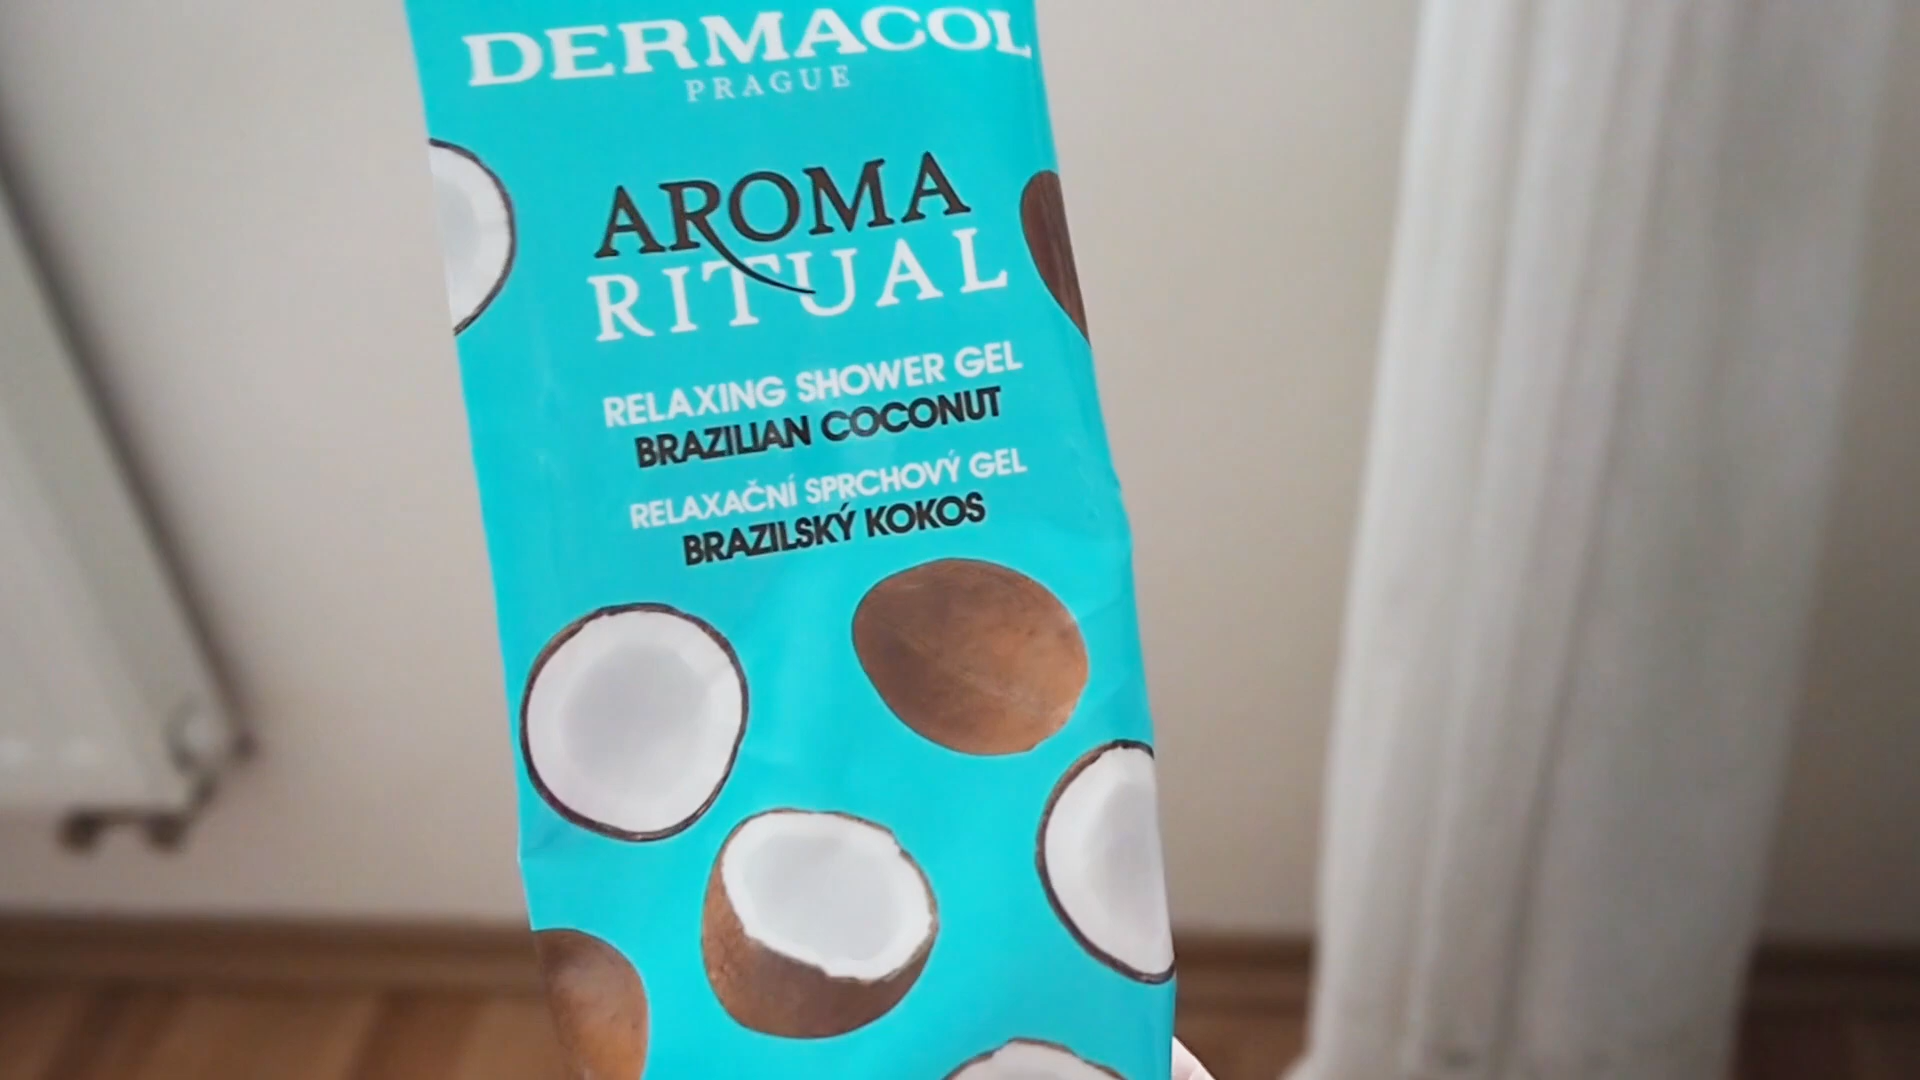 DERMACOL
PRAGUE
AROMA
RITUAL
RELAXING SHOWER GEL
BRAZILIAN COCONUT
RELAXAČNÍ SPRCHOVÝ GEL
BRAZILSKÝ KOKOS